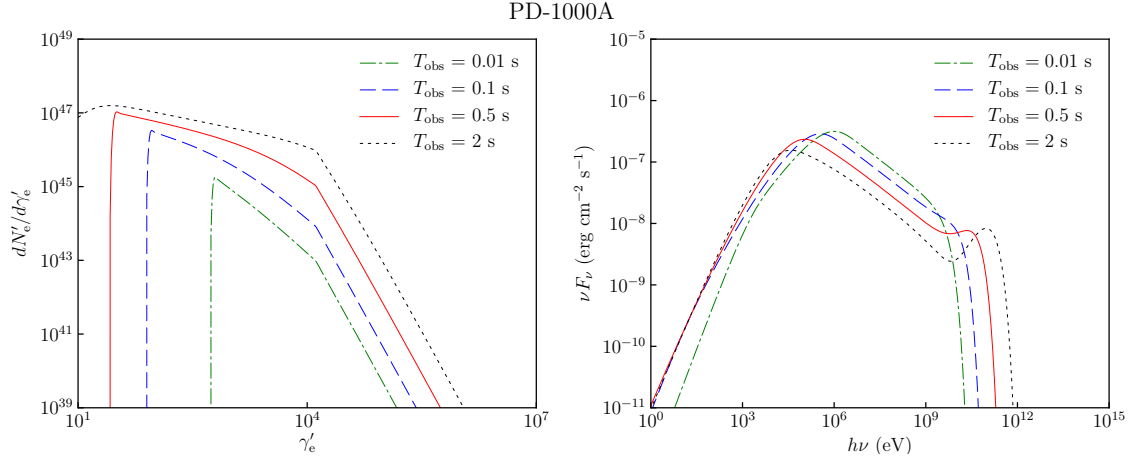 PD-1000A
10^49
10^47
10^45
10^43
10^41
10^39
dN′_e/dγ′_e
10^1
10^4
10^7
γ′_e
T_obs = 0.01 s
T_obs = 0.1 s
T_obs = 0.5 s
T_obs = 2 s
10^−5
10^−6
10^−7
10^−8
10^−9
10^−10
10^−11
νF_ν (erg cm^−2 s^−1)
10^0
10^3
10^6
10^9
10^12
10^15
hν (eV)
T_obs = 0.01 s
T_obs = 0.1 s
T_obs = 0.5 s
T_obs = 2 s